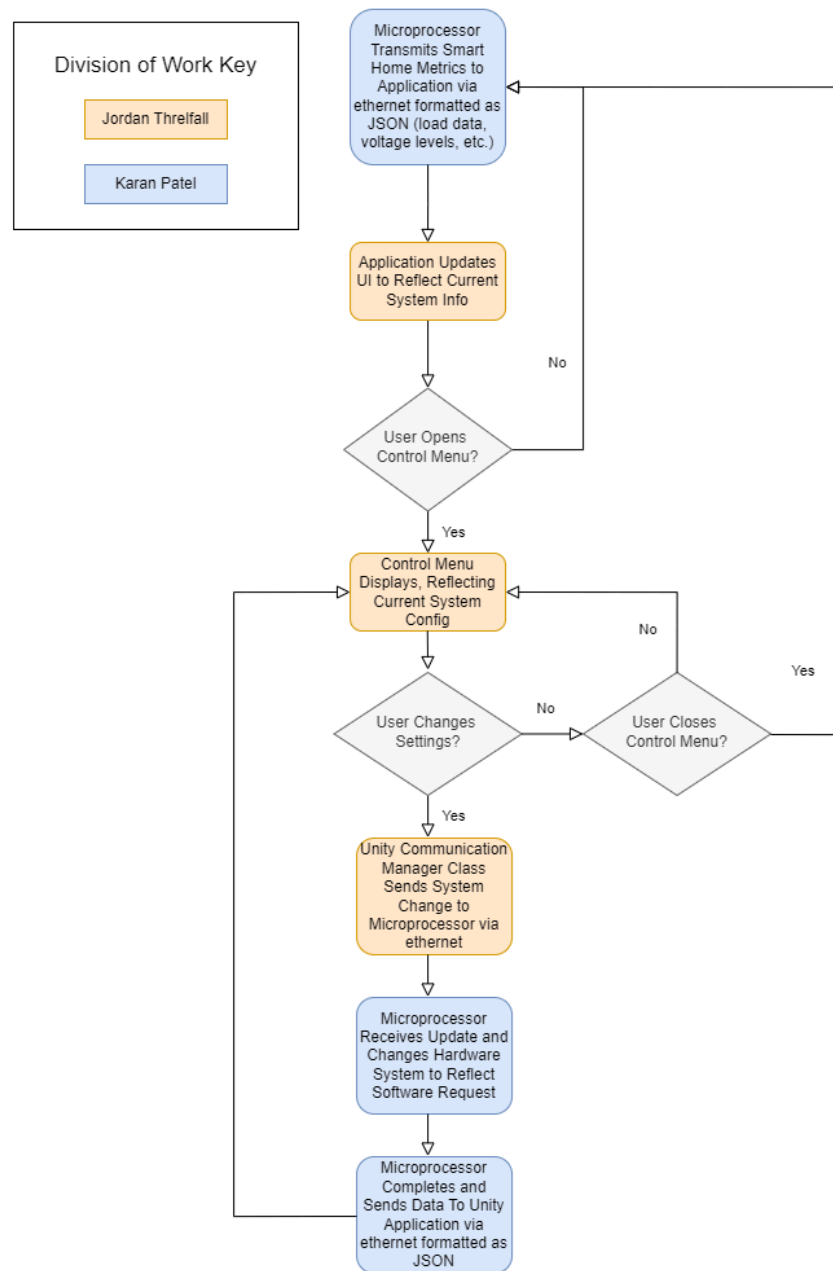 Division of Work Key
Jordan Threlfall
Karan Patel
Microprocessor
Transmits Smart
Home Metrics to
Application via
ethernet formatted as
JSON (load data,
voltage levels, etc.)
Application Updates
UI to Reflect Current
System Info
No
User Opens
Control Menu?
Yes
Control Menu
Displays, Reflecting
Current System
Config
No
Yes
User Changes
Settings?
No
User Closes
Control Menu?
Yes
Unity Communication
Manager Class
Sends System
Change to
Microprocessor via
ethernet
Microprocessor
Receives Update and
Changes Hardware
System to Reflect
Software Request
Microprocessor
Completes and
Sends Data To Unity
Application via
ethernet formatted as
JSON